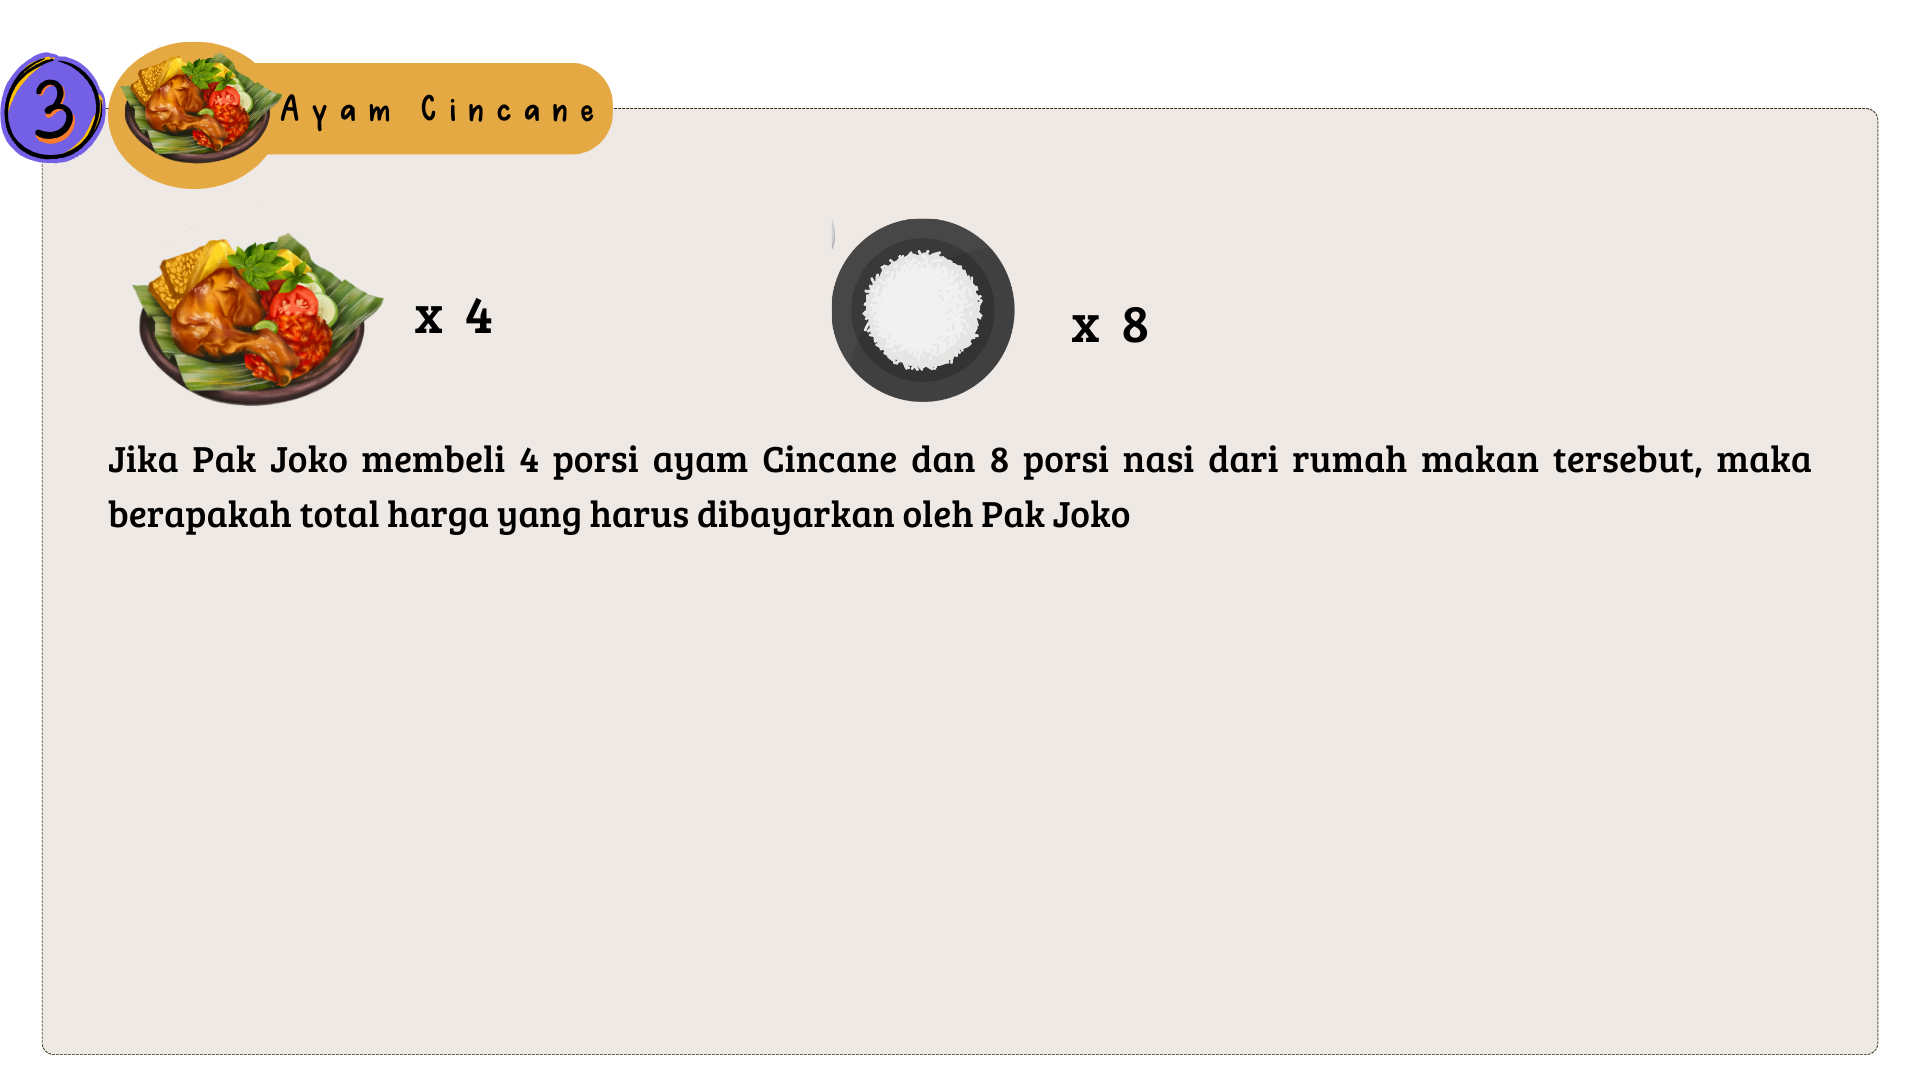 3
Ayam Cincane
x 4
x 8
Jika Pak Joko membeli 4 porsi ayam Cincane dan 8 porsi nasi dari rumah makan tersebut, maka
berapakah total harga yang harus dibayarkan oleh Pak Joko